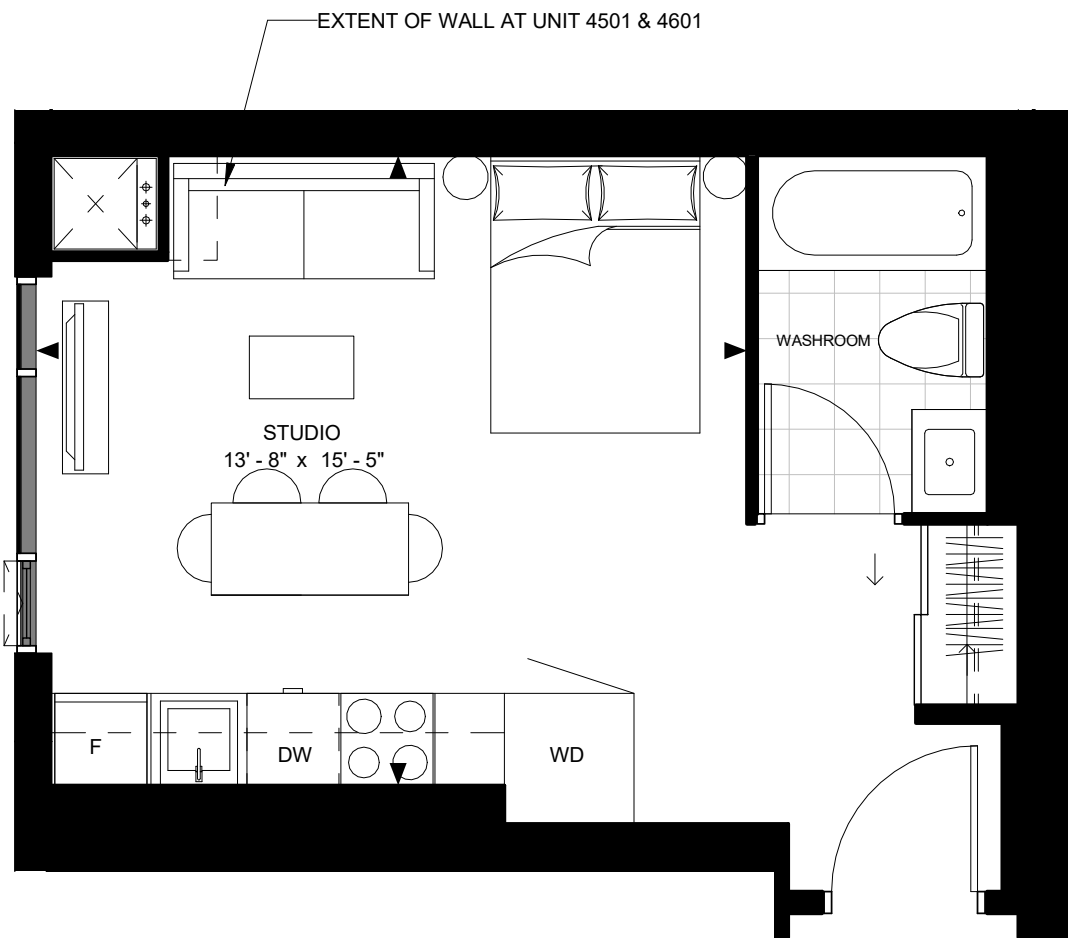 EXTENT OF WALL AT UNIT 4501 & 4601
WASHROOM
STUDIO
13' - 8" x 15' - 5"
F
DW
WD